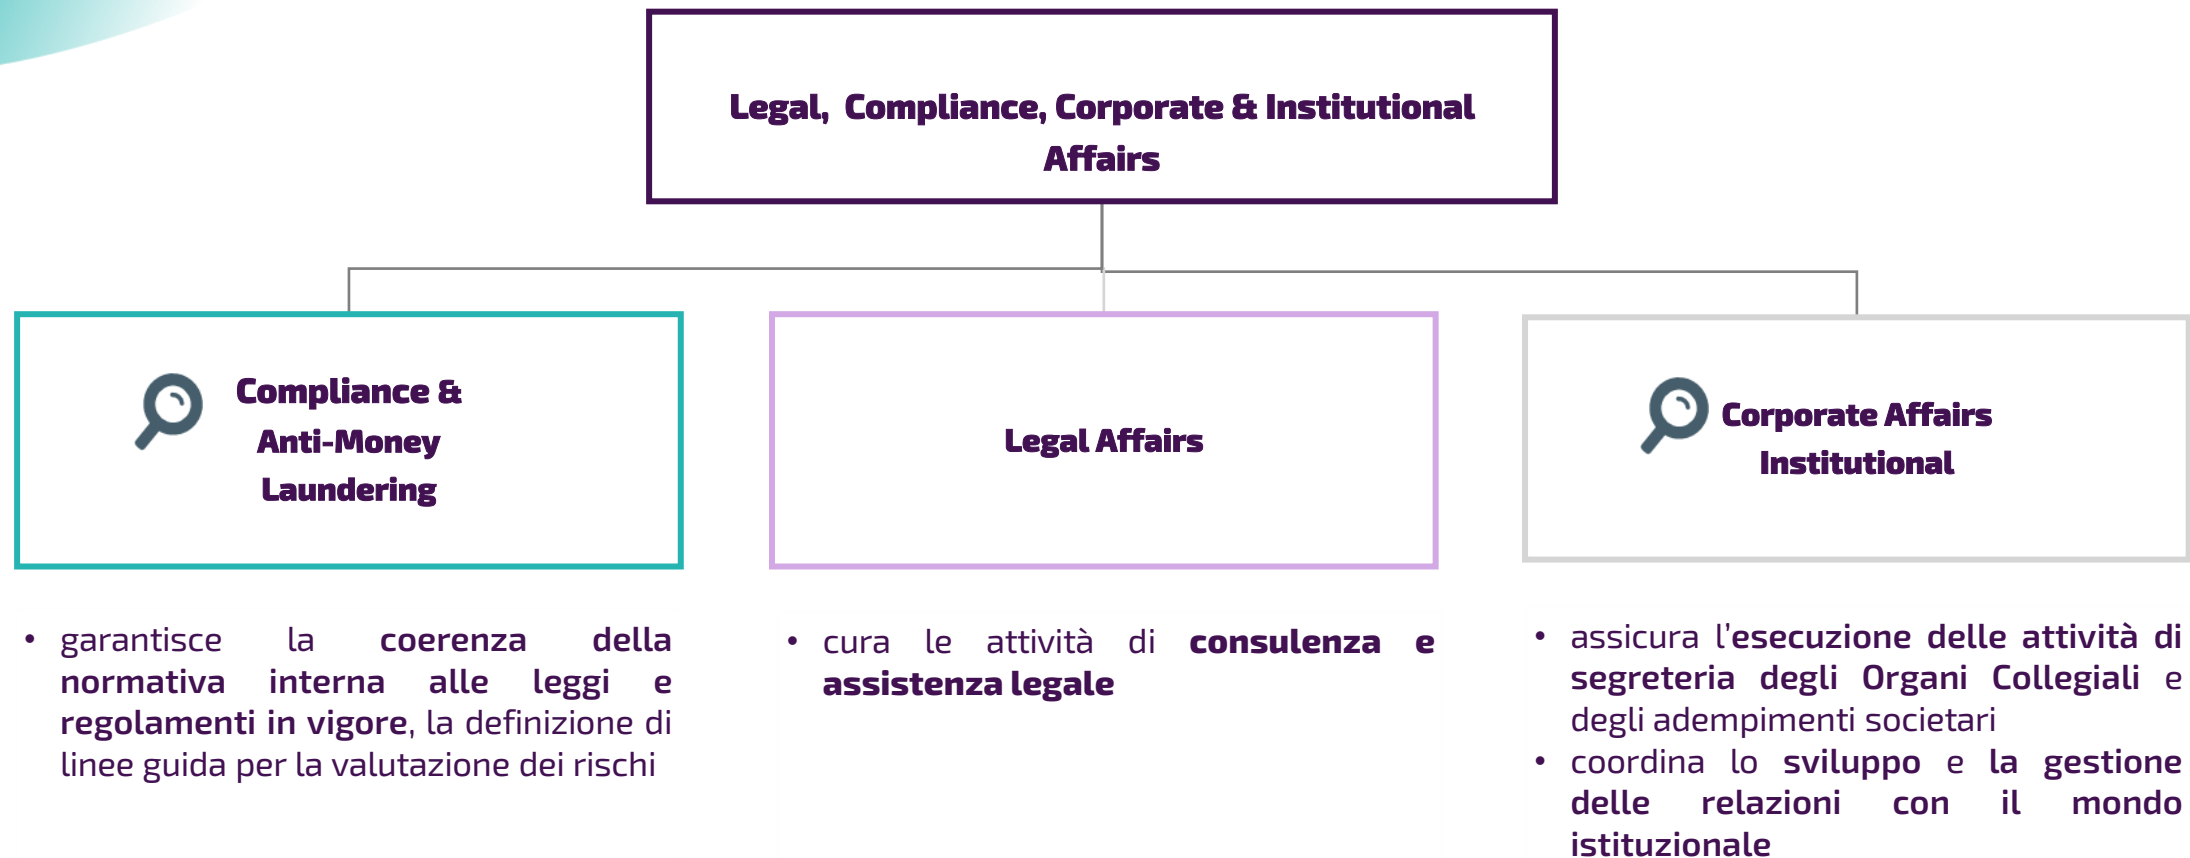 Legal, Compliance, Corporate & Institutional
Affairs
Compliance &
Anti-Money
Laundering
Legal Affairs
Corporate Affairs
Institutional
• garantisce la coerenza della
normativa interna alle leggi e
regolamenti in vigore, la definizione di
linee guida per la valutazione dei rischi
• cura le attività di consulenza e
assistenza legale
• assicura l’esecuzione delle attività di
segreteria degli Organi Collegiali e
degli adempimenti societari
• coordina lo sviluppo e la gestione
delle relazioni con il mondo
istituzionale